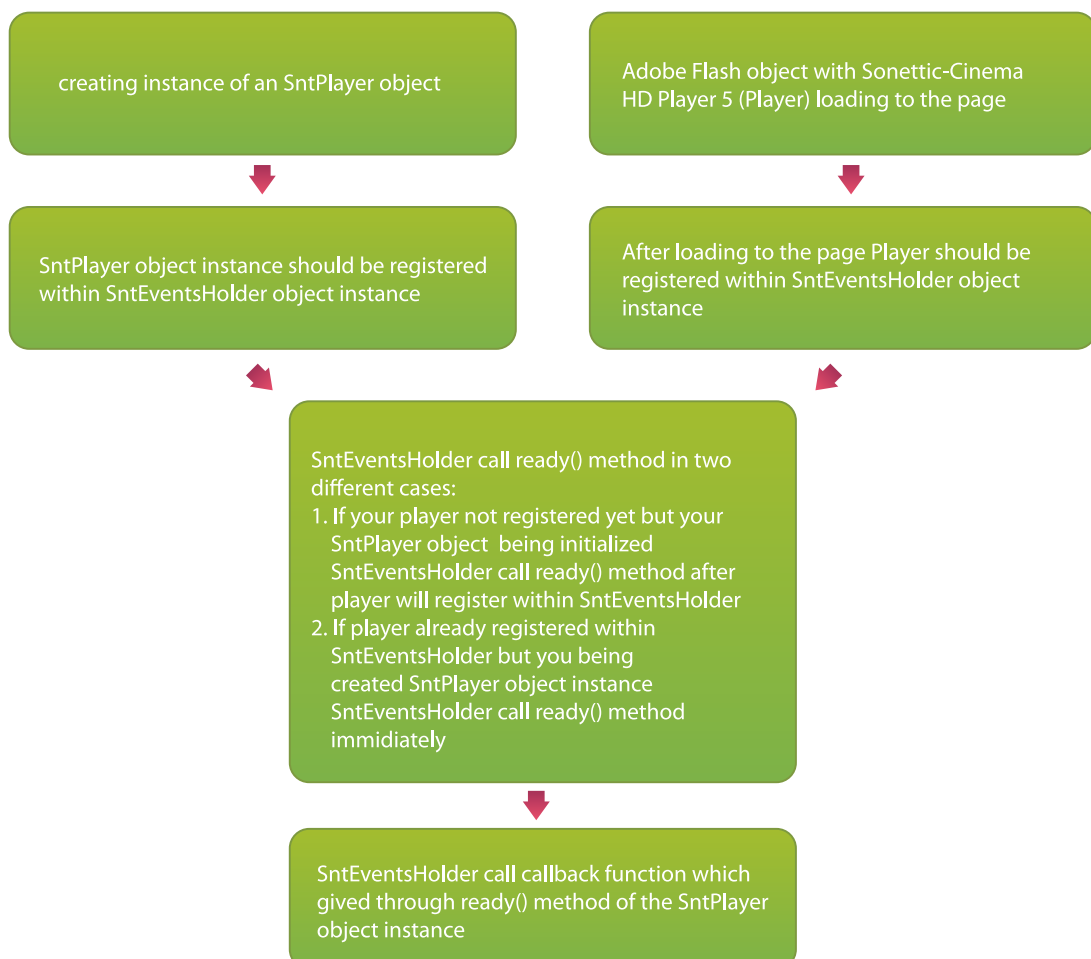 creating instance of an SntPlayer object
Adobe Flash object with Sonettic-Cinema
HD Player 5 (Player) loading to the page
SntPlayer object instance should be registered
within SntEventsHolder object instance
After loading to the page Player should be
registered within SntEventsHolder object
instance
SntEventsHolder call ready() method in two
different cases:
1. If your player not registered yet but your
SntPlayer object being initialized
SntEventsHolder call ready() method after
player will register within SntEventsHolder
2. If player already registered within
SntEventsHolder but you being
created SntPlayer object instance
SntEventsHolder call ready() method
immidiately
SntEventsHolder call callback function which
gived through ready() method of the SntPlayer
object instance